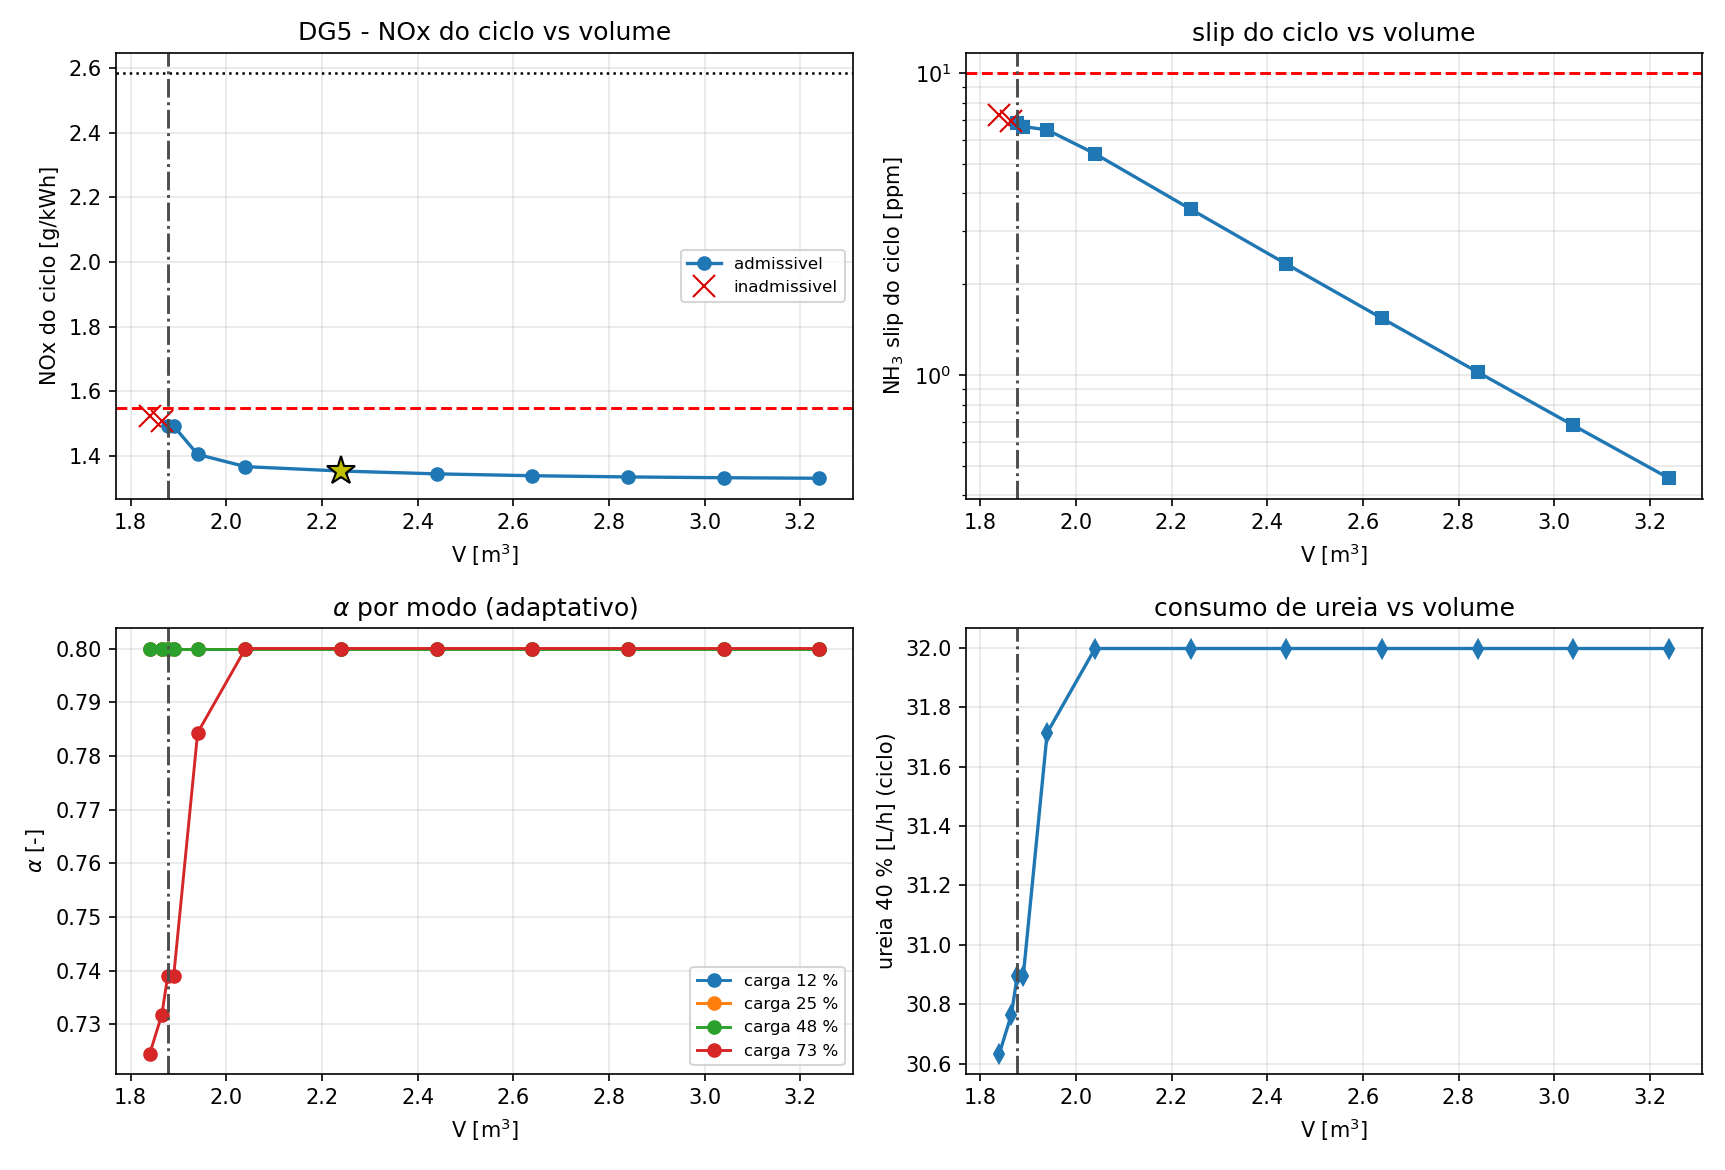 DG5 - NOx do ciclo vs volume
NOx do ciclo [g/kWh]
2.6
2.4
2.2
2.0
1.8
1.6
1.4
admissivel
inadmissivel
1.8 2.0 2.2 2.4 2.6 2.8 3.0 3.2
V [m³]
slip do ciclo vs volume
NH₃ slip do ciclo [ppm]
10¹
10⁰
1.8 2.0 2.2 2.4 2.6 2.8 3.0 3.2
V [m³]
α por modo (adaptativo)
α [-]
0.80
0.79
0.78
0.77
0.76
0.75
0.74
0.73
carga 12 %
carga 25 %
carga 48 %
carga 73 %
1.8 2.0 2.2 2.4 2.6 2.8 3.0 3.2
V [m³]
consumo de ureia vs volume
ureia 40 % [L/h] (ciclo)
32.0
31.8
31.6
31.4
31.2
31.0
30.8
30.6
1.8 2.0 2.2 2.4 2.6 2.8 3.0 3.2
V [m³]